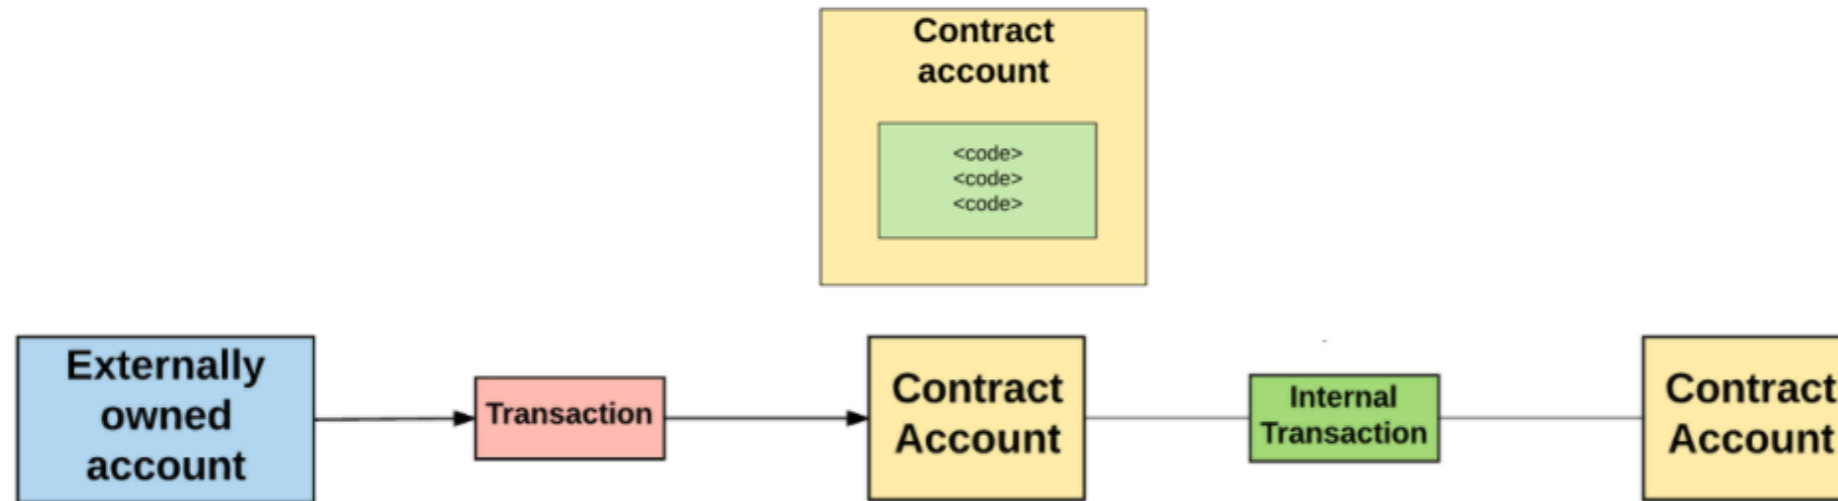 Contract
account
<code>
<code>
<code>
Externally
owned
account
Transaction
Contract
Account
Internal
Transaction
Contract
Account